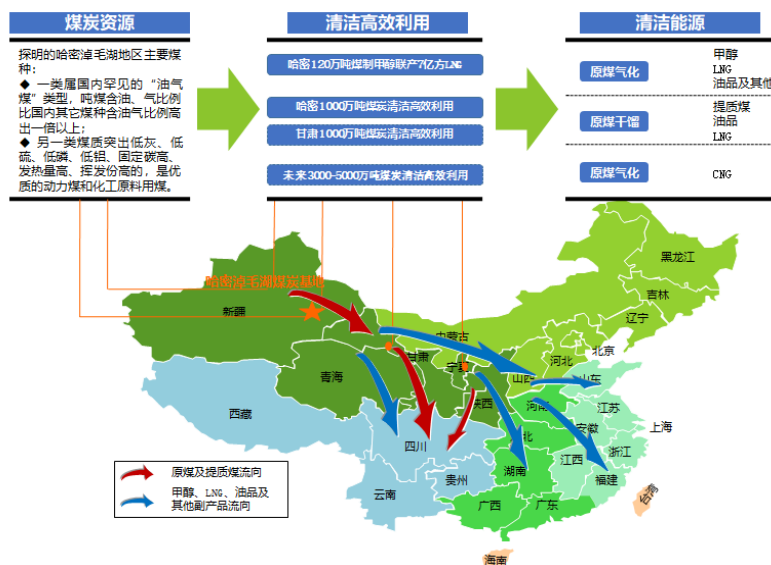 煤炭资源
清洁高效利用
清洁能源
探明的哈密淖毛湖地区主要煤
种：
◆ 一类属国内罕见的“油气
煤”类型，吨煤含油、气比例
比国内其它煤种含油气比例高
出一倍以上；
◆ 另一类煤质突出低灰、低
硫、低磷、低铝、固定碳高、
发热量高、挥发份高的，是优
质的动力煤和化工原料用煤。
哈密120万吨煤制甲醇联产7亿方LNG
哈密1000万吨煤炭清洁高效利用
甘肃1000万吨煤炭清洁高效利用
未来3000-5000万吨煤炭清洁高效利用
原煤气化
甲醇
LNG
油品及其他
原煤干馏
提质煤
油品
LNG
原煤气化
CNG
哈密淖毛湖煤炭基地
黑龙江
吉林
辽宁
新疆
内蒙古
北京
河北
甘肃
宁夏
山西
山东
青海
陕西
河南
江苏
西藏
安徽
上海
四川
湖北
浙江
江西
贵州
湖南
福建
云南
广西
广东
台湾
海南
原煤及提质煤流向
甲醇、LNG、油品及
其他副产品流向